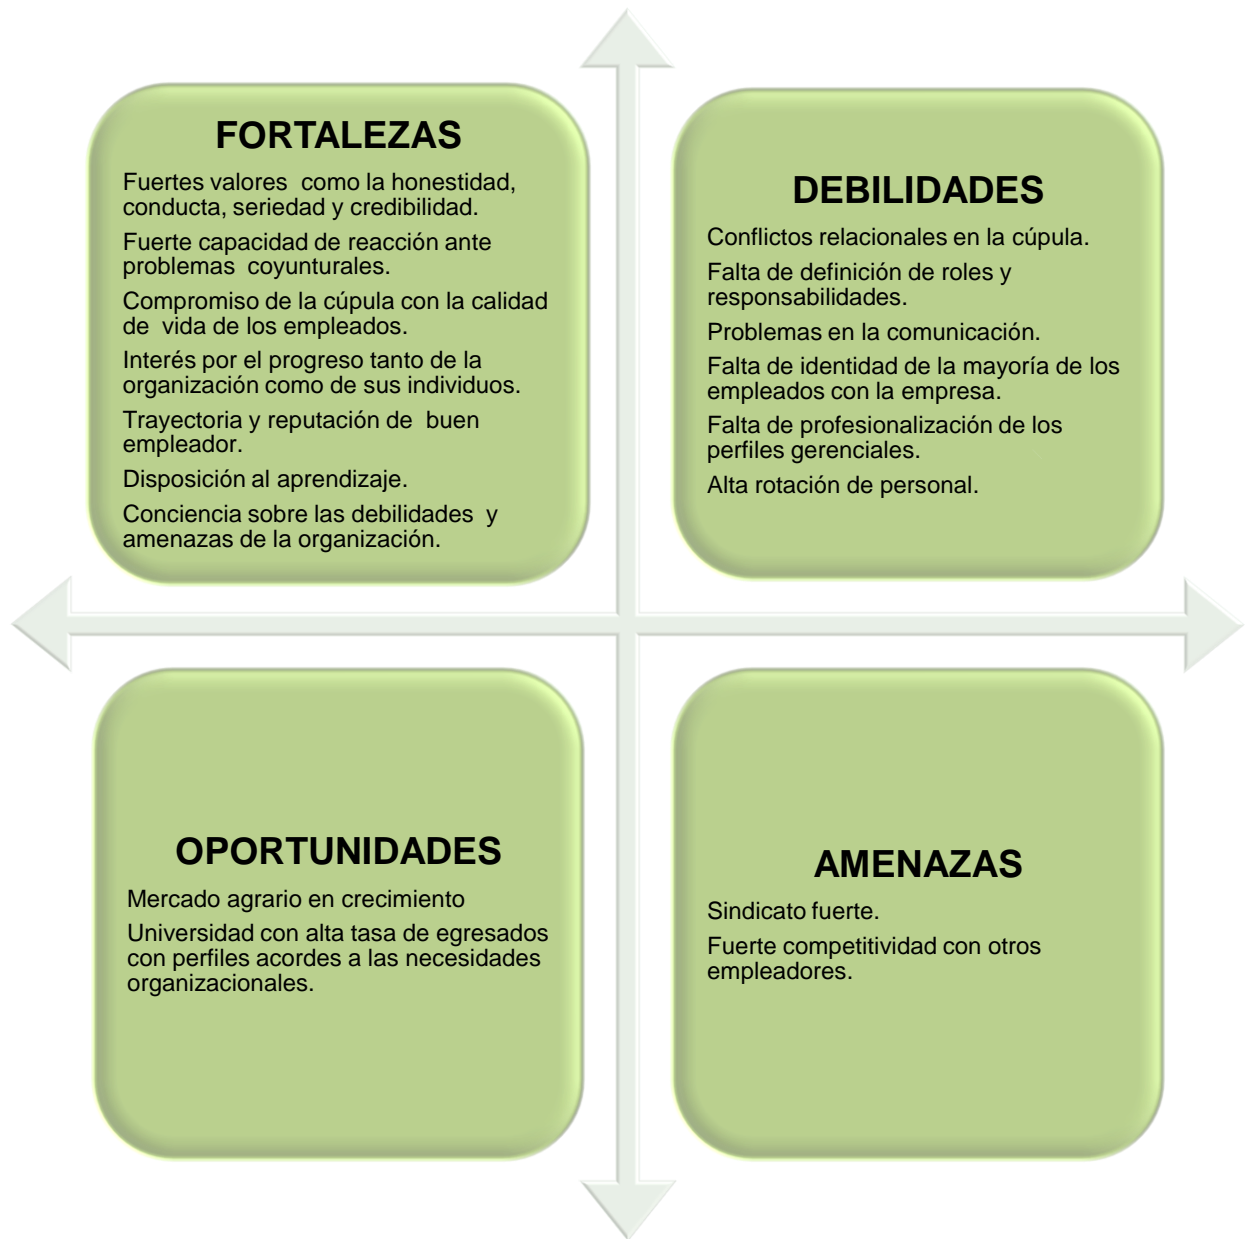 FORTALEZAS
Fuertes valores como la honestidad,
conducta, seriedad y credibilidad.
Fuerte capacidad de reacción ante
problemas coyunturales.
Compromiso de la cúpula con la calidad
de vida de los empleados.
Interés por el progreso tanto de la
organización como de sus individuos.
Trayectoria y reputación de buen
empleador.
Disposición al aprendizaje.
Conciencia sobre las debilidades y
amenazas de la organización.
DEBILIDADES
Conflictos relacionales en la cúpula.
Falta de definición de roles y
responsabilidades.
Problemas en la comunicación.
Falta de identidad de la mayoría de los
empleados con la empresa.
Falta de profesionalización de los
perfiles gerenciales.
Alta rotación de personal.
OPORTUNIDADES
Mercado agrario en crecimiento
Universidad con alta tasa de egresados
con perfiles acordes a las necesidades
organizacionales.
AMENAZAS
Sindicato fuerte.
Fuerte competitividad con otros
empleadores.